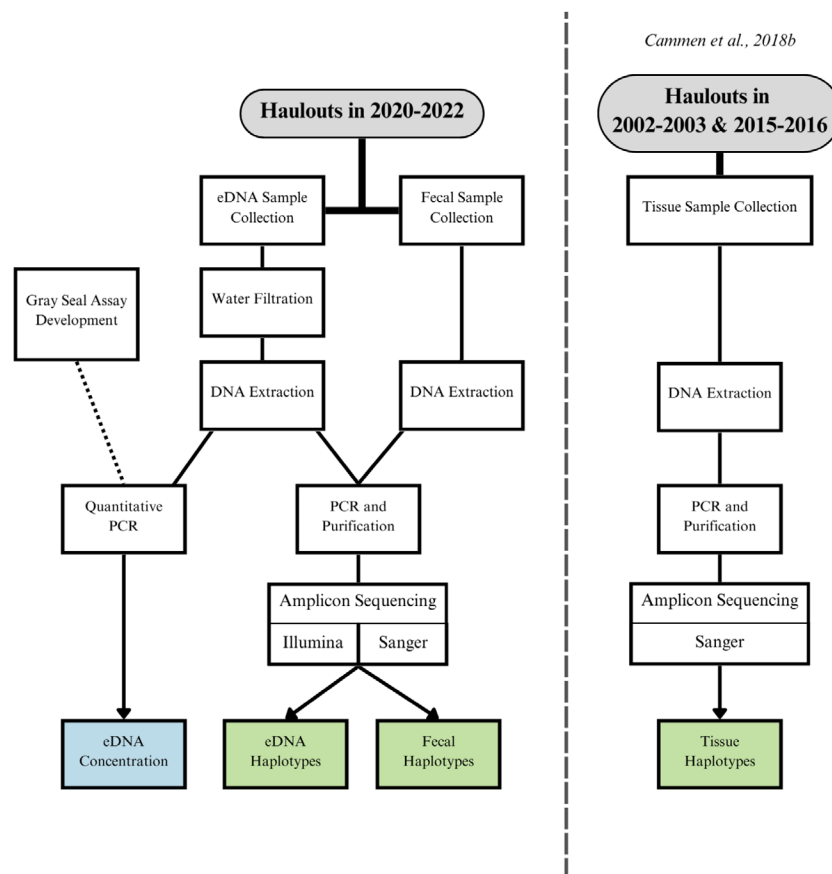 Cammen et al., 2018b
Haulouts in 2020-2022
Haulouts in
2002-2003 & 2015-2016
eDNA Sample
Collection
Fecal Sample
Collection
Tissue Sample Collection
Gray Seal Assay
Development
Water Filtration
DNA Extraction
DNA Extraction
DNA Extraction
Quantitative
PCR
PCR and
Purification
PCR and
Purification
Amplicon Sequencing
Illumina
Sanger
Amplicon Sequencing
Sanger
eDNA
Concentration
eDNA
Haplotypes
Fecal
Haplotypes
Tissue
Haplotypes